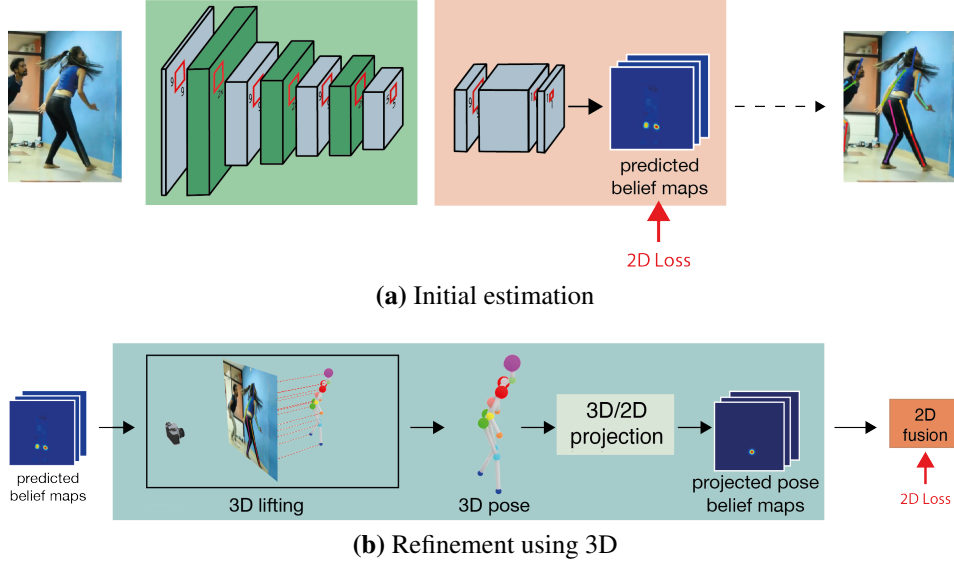 predicted
belief maps
2D Loss
(a) Initial estimation
predicted
belief maps
3D lifting
3D pose
3D/2D
projection
projected pose
belief maps
2D
fusion
2D Loss
(b) Refinement using 3D